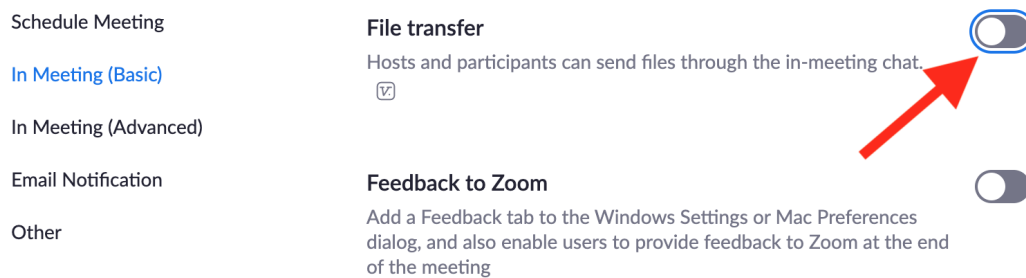 Schedule Meeting
In Meeting (Basic)
In Meeting (Advanced)
Email Notification
Other
File transfer
Hosts and participants can send files through the in-meeting chat.
Feedback to Zoom
Add a Feedback tab to the Windows Settings or Mac Preferences
dialog, and also enable users to provide feedback to Zoom at the end
of the meeting